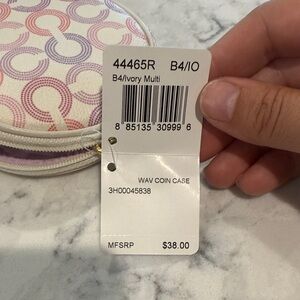 44465R B4/IO
B4/Ivory Multi
8 85135 30999 6
WAV COIN CASE
3H00045838
MFSRP $38.00